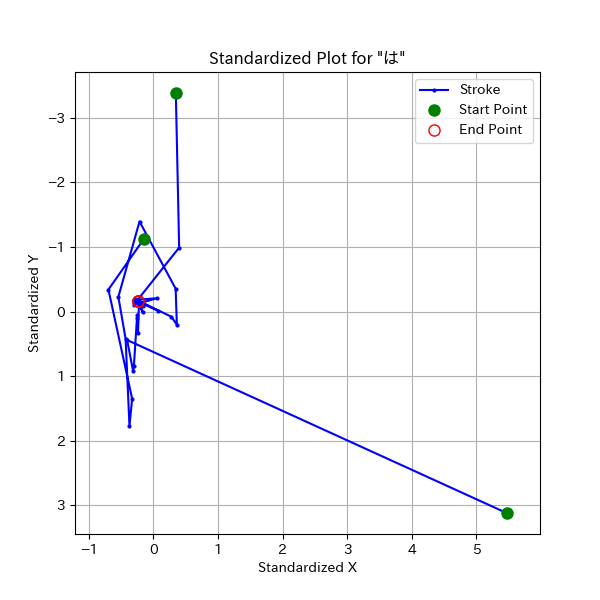 Standardized Plot for "は"
Stroke
Start Point
End Point
Standardized Y
−3
−2
−1
0
1
2
3
−1 0 1 2 3 4 5
Standardized X